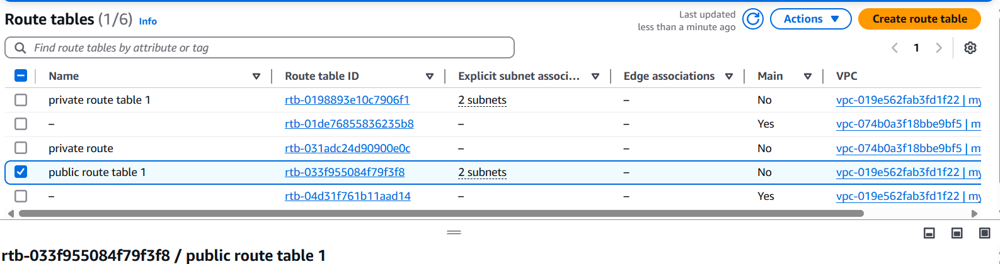 Route tables (1/6) Info
Last updated
less than a minute ago
Actions
Create route table
Find route tables by attribute or tag
1
Name Route table ID Explicit subnet associ... Edge associations Main VPC
private route table 1 rtb-0198893e10c7906f1 2 subnets – No vpc-019e562fab3fd1f22 | my
– rtb-01de76855836235b8 – – Yes vpc-074b0a3f18bbe9bf5 | m
private route rtb-031adc24d90900e0c – – No vpc-074b0a3f18bbe9bf5 | m
public route table 1 rtb-033f955084f79f3f8 2 subnets – No vpc-019e562fab3fd1f22 | my
– rtb-04d31f761b11aad14 – – Yes vpc-019e562fab3fd1f22 | my
rtb-033f955084f79f3f8 / public route table 1